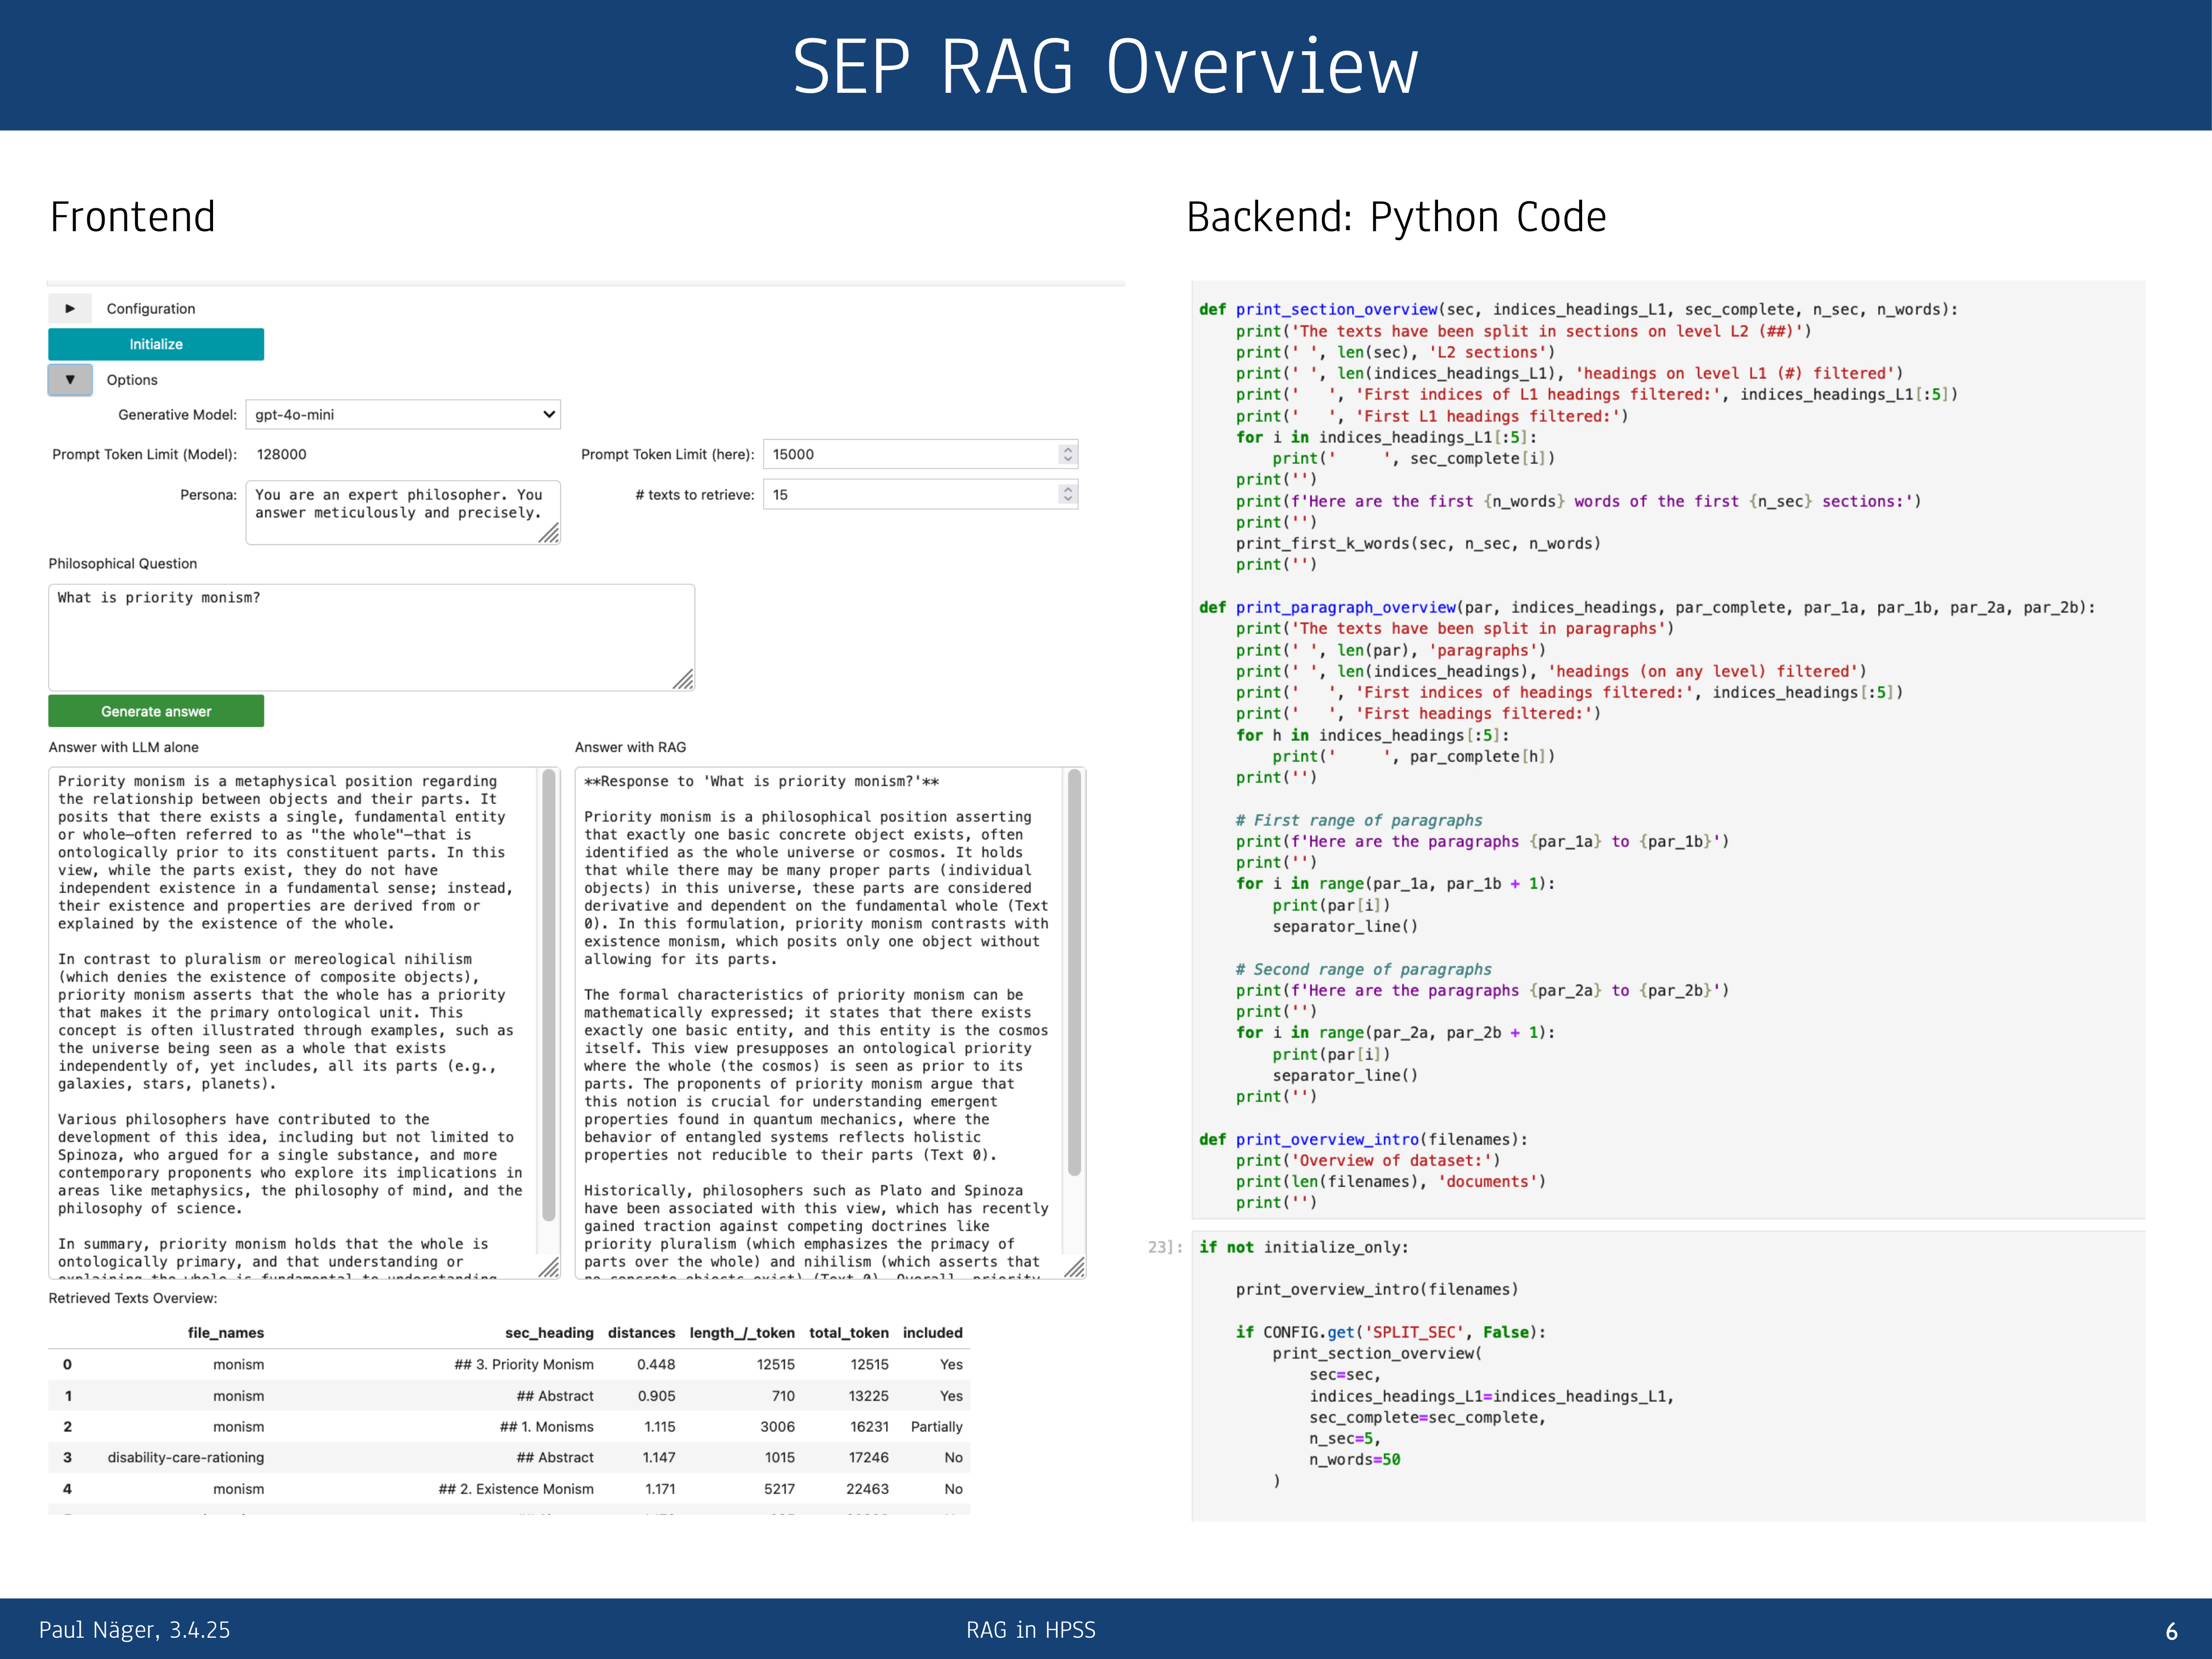 SEP RAG Overview
Frontend
Configuration
Initialize
Options
Generative Model: gpt-4o-mini
Prompt Token Limit (Model): 128000 Prompt Token Limit (here): 15000
Persona: You are an expert philosopher. You
answer meticulously and precisely.
# texts to retrieve: 15
Philosophical Question
What is priority monism?
Generate answer
Answer with LLM alone
Priority monism is a metaphysical position regarding
the relationship between objects and their parts. It
posits that there exists a single, fundamental entity
or whole—often referred to as "the whole"—that is
ontologically prior to its constituent parts. In this
view, while the parts exist, they do not have
independent existence in a fundamental sense; instead,
their existence and properties are derived from or
explained by the existence of the whole.
In contrast to pluralism or mereological nihilism
(which denies the existence of composite objects),
priority monism asserts that the whole has a priority
that makes it the primary ontological unit. This
concept is often illustrated through examples, such as
the universe being seen as a whole that exists
independently of, yet includes, all its parts (e.g.,
galaxies, stars, planets).
Various philosophers have contributed to the
development of this idea, including but not limited to
Spinoza, who argued for a single substance, and more
contemporary proponents who explore its implications in
areas like metaphysics, the philosophy of mind, and the
philosophy of science.
In summary, priority monism holds that the whole is
ontologically primary, and that understanding or
explaining the whole is fundamental to understanding
Answer with RAG
**Response to 'What is priority monism?'**
Priority monism is a philosophical position asserting
that exactly one basic concrete object exists, often
identified as the whole universe or cosmos. It holds
that while there may be many proper parts (individual
objects) in this universe, these parts are considered
derivative and dependent on the fundamental whole (Text
0). In this formulation, priority monism contrasts with
existence monism, which posits only one object without
allowing for its parts.
The formal characteristics of priority monism can be
mathematically expressed; it states that there exists
exactly one basic entity, and this entity is the cosmos
itself. This view presupposes an ontological priority
where the whole (the cosmos) is seen as prior to its
parts. The proponents of priority monism argue that
this notion is crucial for understanding emergent
properties found in quantum mechanics, where the
behavior of entangled systems reflects holistic
properties not reducible to their parts (Text 0).
Historically, philosophers such as Plato and Spinoza
have been associated with this view, which has recently
gained traction against competing doctrines like
priority pluralism (which emphasizes the primacy of
parts over the whole) and nihilism (which asserts that
no concrete objects exist) (Text 0). Overall, priority
Retrieved Texts Overview:
file_names sec_heading distances length_/_token total_token included
0 monism ## 3. Priority Monism 0.448 12515 12515 Yes
1 monism ## Abstract 0.905 710 13225 Yes
2 monism ## 1. Monisms 1.115 3006 16231 Partially
3 disability-care-rationing ## Abstract 1.147 1015 17246 No
4 monism ## 2. Existence Monism 1.171 5217 22463 No
Backend: Python Code
def print_section_overview(sec, indices_headings_L1, sec_complete, n_sec, n_words):
    print('The texts have been split in sections on level L2 (##)')
    print(' ', len(sec), 'L2 sections')
    print(' ', len(indices_headings_L1), 'headings on level L1 (#) filtered')
    print('   ', 'First indices of L1 headings filtered:', indices_headings_L1[:5])
    print('   ', 'First L1 headings filtered:')
    for i in indices_headings_L1[:5]:
        print('     ', sec_complete[i])
    print('')
    print(f'Here are the first {n_words} words of the first {n_sec} sections:')
    print('')
    print_first_k_words(sec, n_sec, n_words)
    print('')
def print_paragraph_overview(par, indices_headings, par_complete, par_1a, par_1b, par_2a, par_2b):
    print('The texts have been split in paragraphs')
    print(' ', len(par), 'paragraphs')
    print(' ', len(indices_headings), 'headings (on any level) filtered')
    print('   ', 'First indices of headings filtered:', indices_headings[:5])
    print('   ', 'First headings filtered:')
    for h in indices_headings[:5]:
        print('     ', par_complete[h])
    print('')
    # First range of paragraphs
    print(f'Here are the paragraphs {par_1a} to {par_1b}')
    print('')
    for i in range(par_1a, par_1b + 1):
        print(par[i])
        separator_line()
    # Second range of paragraphs
    print(f'Here are the paragraphs {par_2a} to {par_2b}')
    print('')
    for i in range(par_2a, par_2b + 1):
        print(par[i])
        separator_line()
    print('')
def print_overview_intro(filenames):
    print('Overview of dataset:')
    print(len(filenames), 'documents')
    print('')
23]: if not initialize_only:
    print_overview_intro(filenames)
    if CONFIG.get('SPLIT_SEC', False):
        print_section_overview(
            sec=sec,
            indices_headings_L1=indices_headings_L1,
            sec_complete=sec_complete,
            n_sec=5,
            n_words=50
        )
Paul Näger, 3.4.25
RAG in HPSS
6